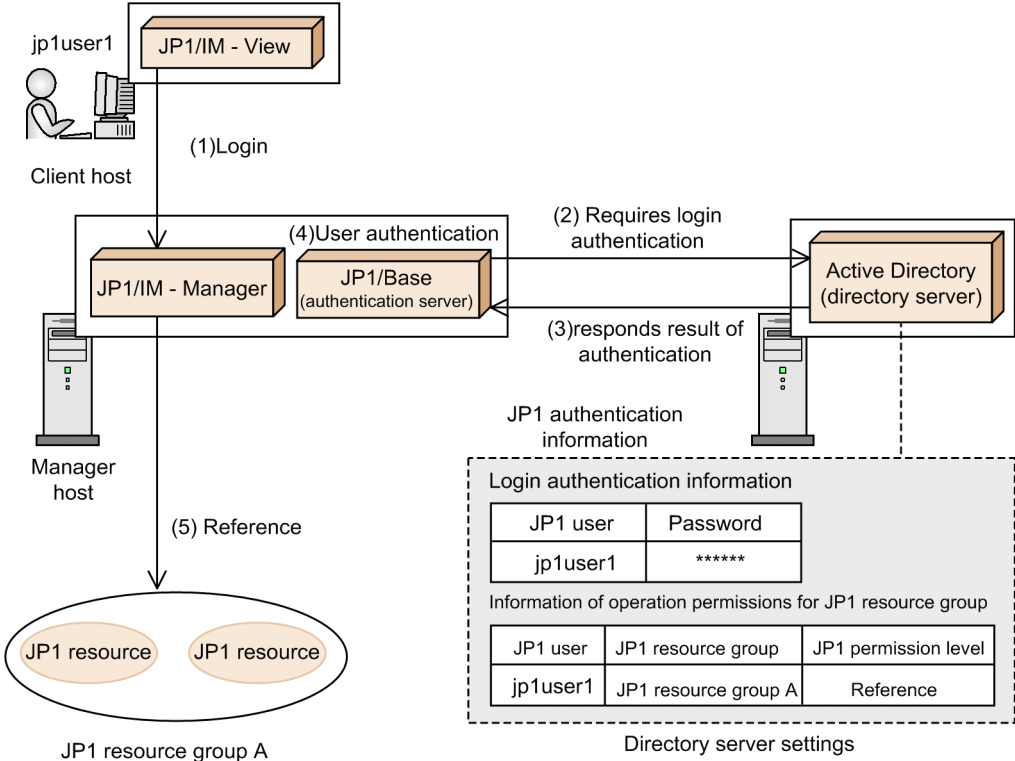 jp1user1
JP1/IM - View
(1)Login
Client host
(2) Requires login
authentication
(4)User authentication
JP1/IM - Manager
JP1/Base
(authentication server)
Active Directory
(directory server)
(3)responds result of
authentication
Manager
host
JP1 authentication
information
(5) Reference
Login authentication information
JP1 user Password
jp1user1 ******
Information of operation permissions for JP1 resource group
JP1 user JP1 resource group JP1 permission level
jp1user1 JP1 resource group A Reference
JP1 resource JP1 resource
JP1 resource group A
Directory server settings